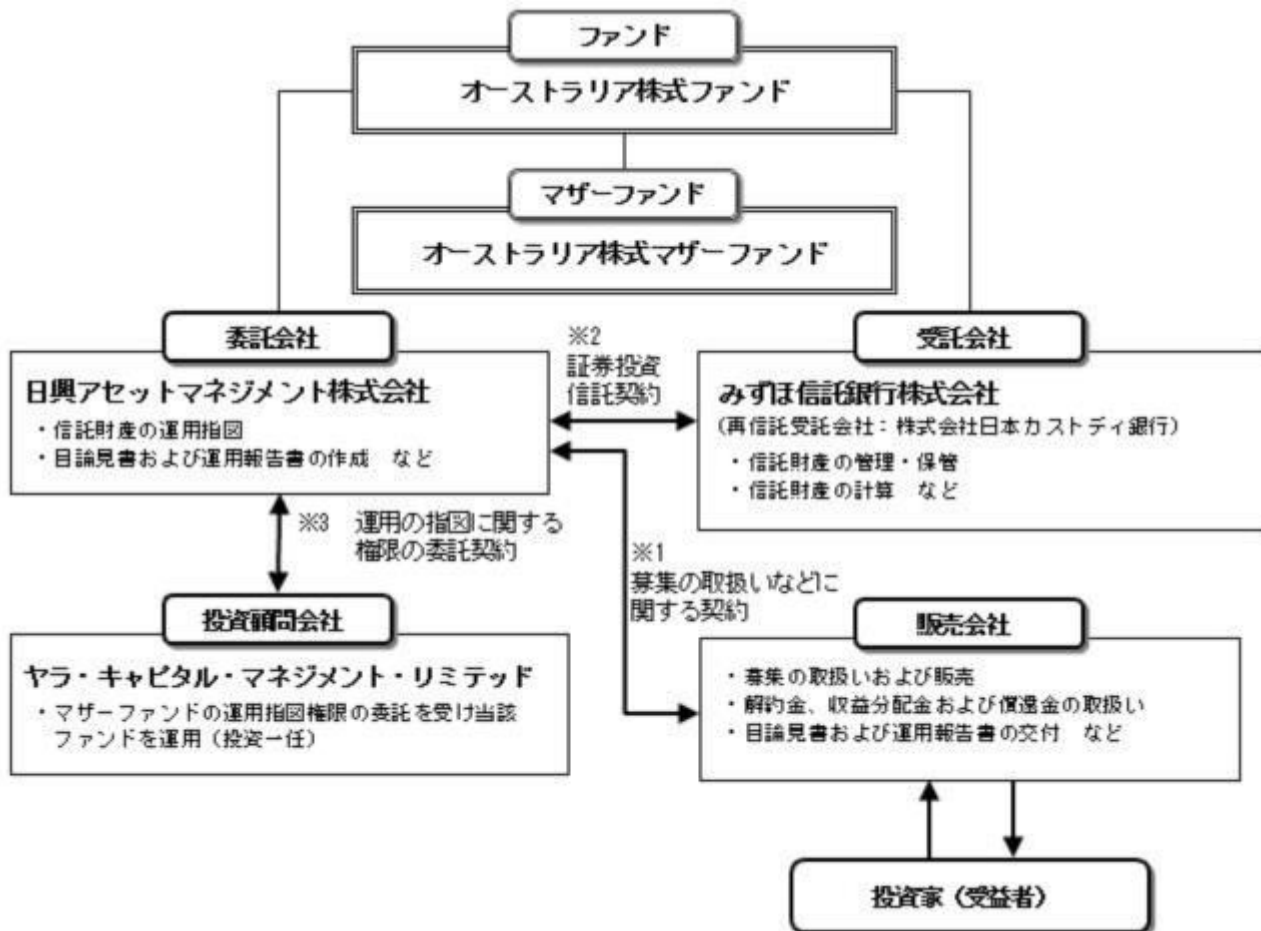 ファンド
オーストラリア株式ファンド
マザーファンド
オーストラリア株式マザーファンド
委託会社
日興アセットマネジメント株式会社
・信託財産の運用指図
・目論見書および運用報告書の作成　など
※2
証券投資
信託契約
受託会社
みずほ信託銀行株式会社
(再信託受託会社：株式会社日本カストディ銀行)
・信託財産の管理・保管
・信託財産の計算　など
※3　運用の指図に関する
権限の委託契約
※1
募集の取扱いなどに
関する契約
投資顧問会社
ヤラ・キャピタル・マネジメント・リミテッド
・マザーファンドの運用指図権限の委託を受け当該
ファンドを運用（投資一任）
販売会社
・募集の取扱いおよび販売
・解約金、収益分配金および償還金の取扱い
・目論見書および運用報告書の交付　など
投資家（受益者）